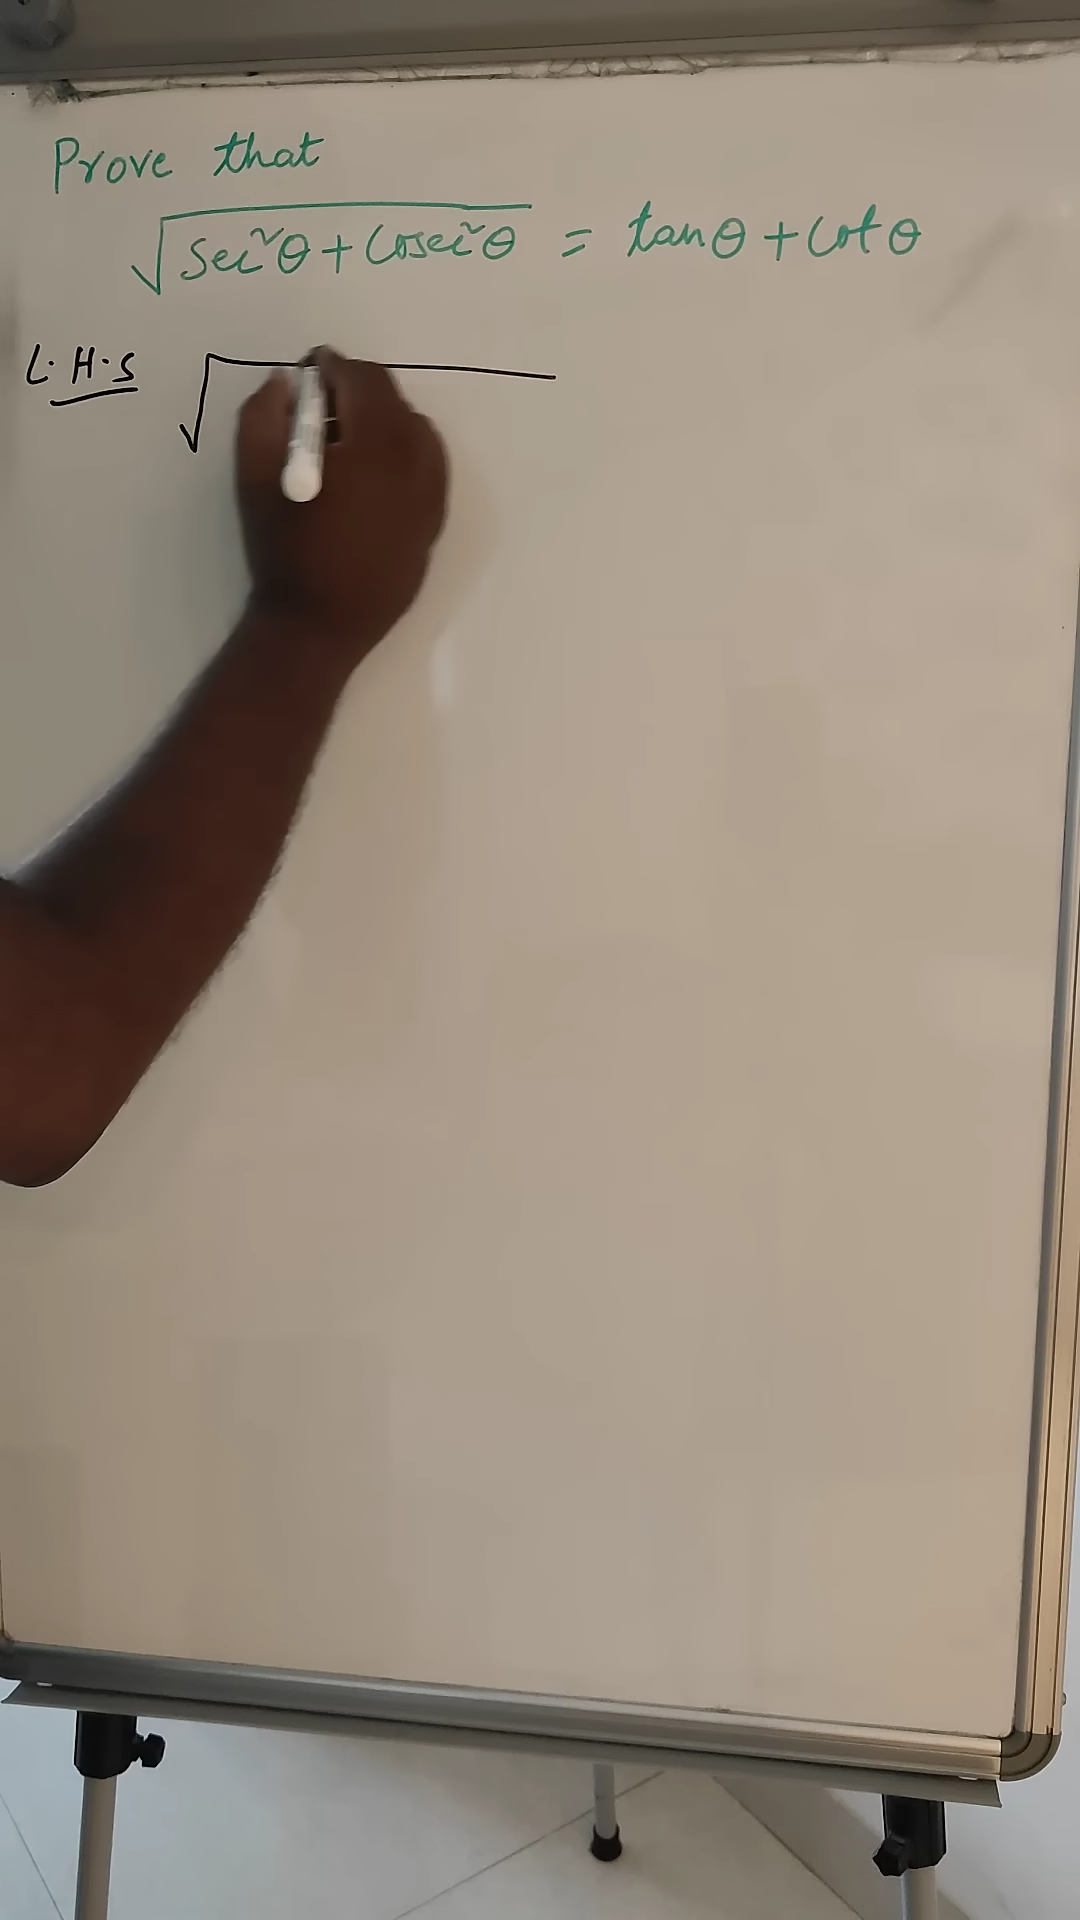 Prove that
√Sec²θ + Cosec²θ = tanθ + Cotθ
L.H.S √